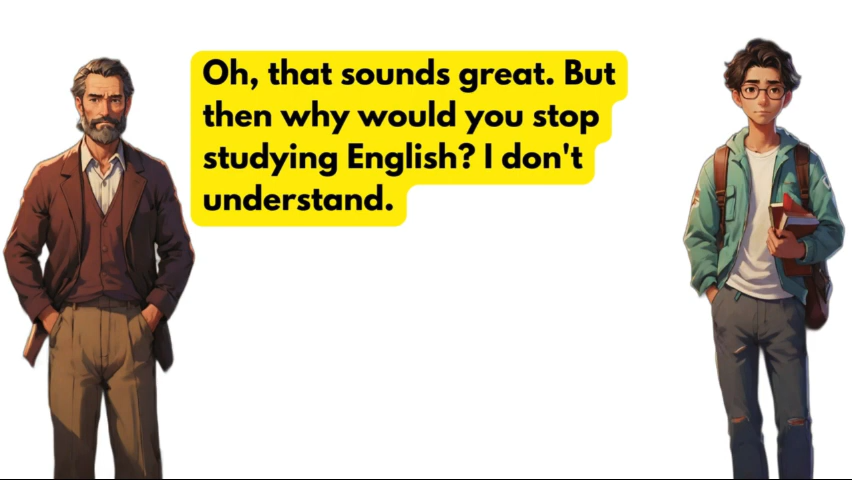 Oh, that sounds great. But
then why would you stop
studying English? I don't
understand.